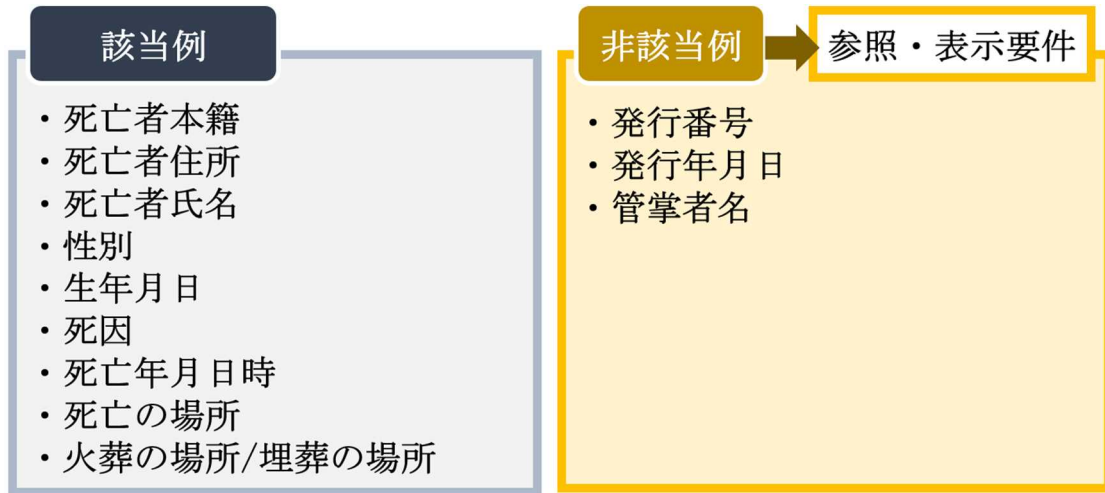 該当例
・死亡者本籍
・死亡者住所
・死亡者氏名
・性別
・生年月日
・死因
・死亡年月日時
・死亡の場所
・火葬の場所/埋葬の場所
非該当例
参照・表示要件
・発行番号
・発行年月日
・管掌者名